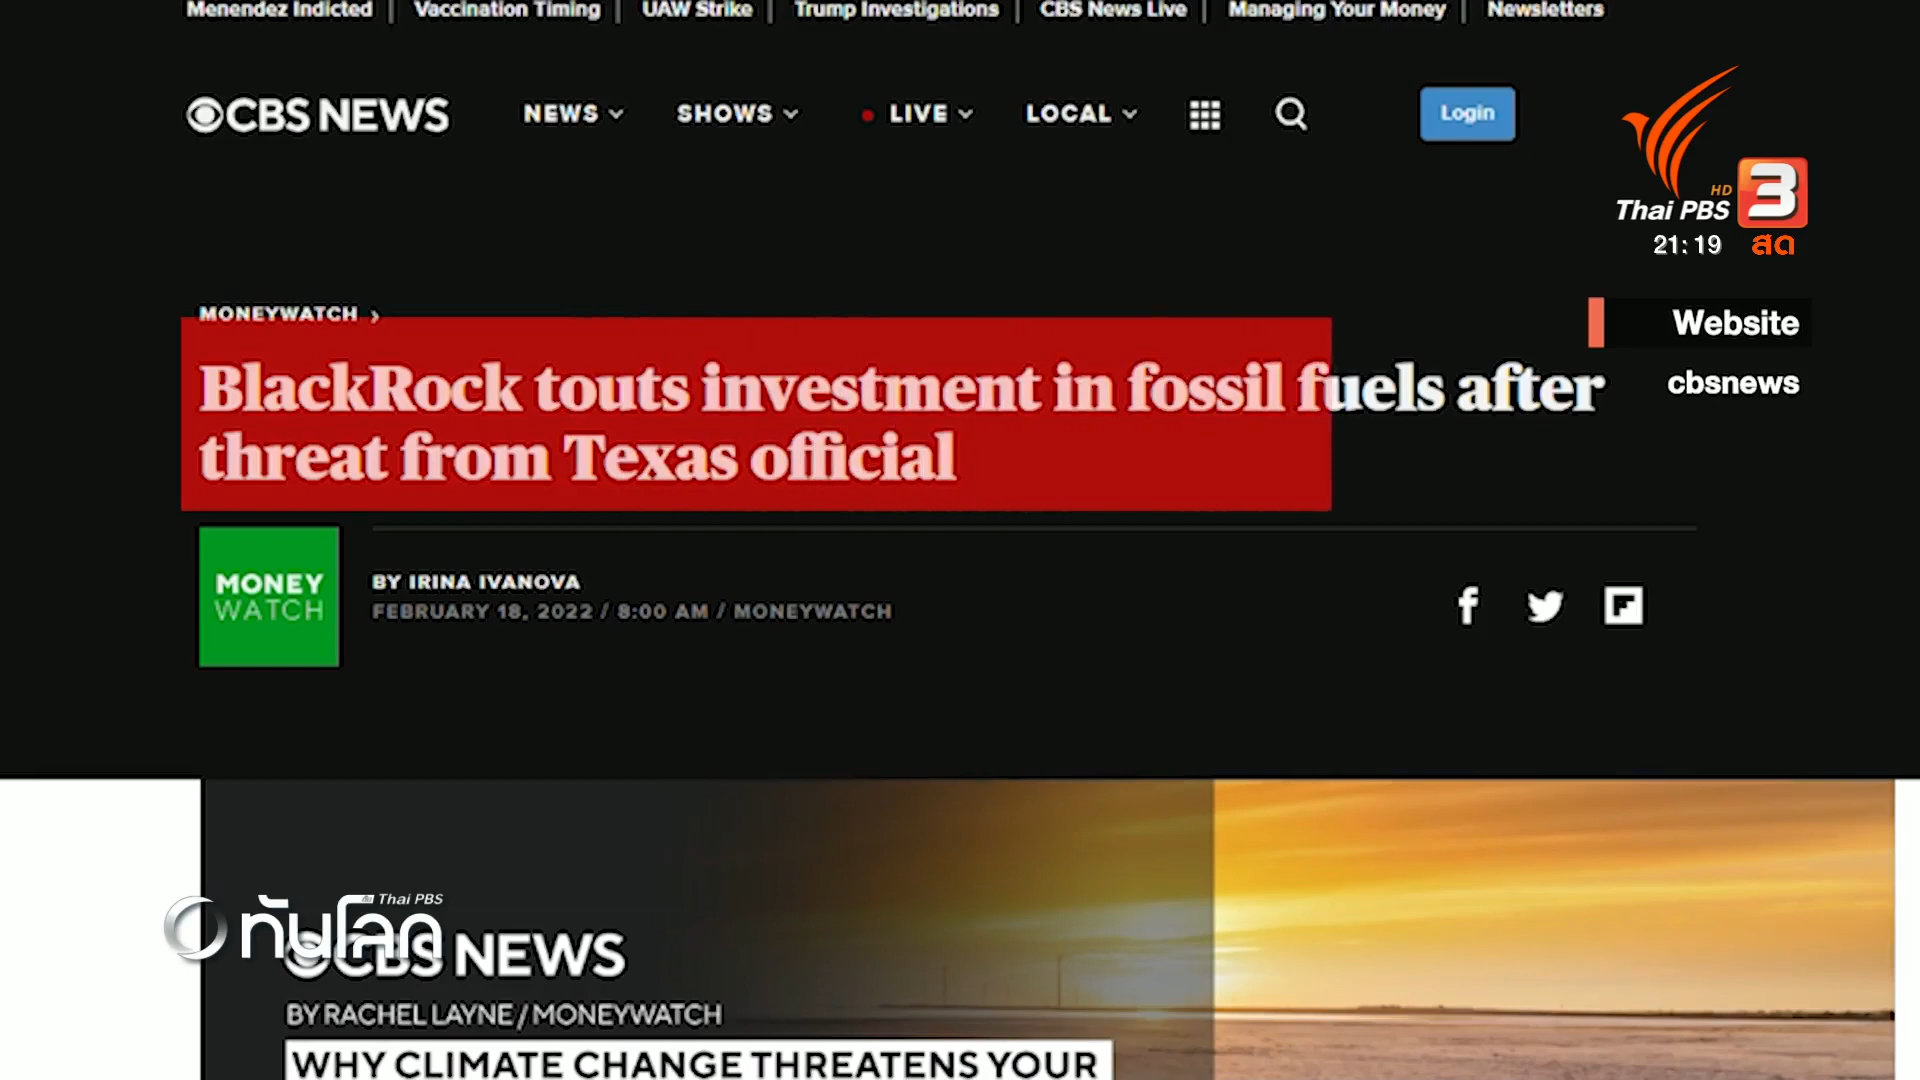 Menendez Indicted | Vaccination Timing | UAW Strike | Trump Investigations | CBS News Live | Managing Your Money | Newsletters
CBS NEWS NEWS SHOWS LIVE LOCAL Login
HD
Thai PBS 3
21:19 สด
MONEYWATCH ›
Website
BlackRock touts investment in fossil fuels after
threat from Texas official
cbsnews
MONEY
WATCH
BY IRINA IVANOVA
FEBRUARY 18, 2022 / 8:00 AM / MONEYWATCH
Thai PBS
ทันโลก
CBS NEWS
BY RACHEL LAYNE / MONEYWATCH
WHY CLIMATE CHANGE THREATENS YOUR